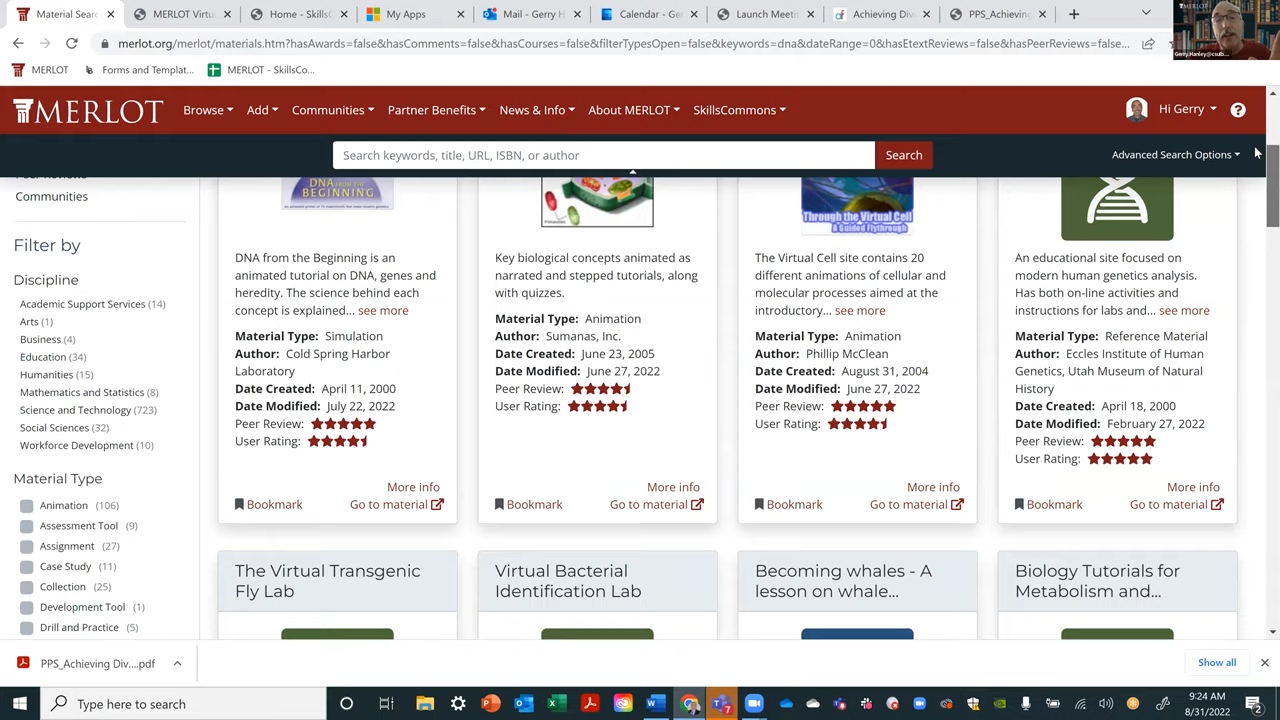 Material Searc
MERLOT Virtu
Home - SkillsC
My Apps
Mail - Gerry H
Calendar - Ge
Launch Meeti
Achieving Div
PPS_Achieving
merlot.org/merlot/materials.htm?hasAwards=false&hasComments=false&hasCourses=false&filterTypesOpen=false&keywords=dna&dateRange=0&hasEtextReviews=false&hasPeerReviews=false...
MERLOT
Forms and Templat...
MERLOT - SkillsCo...
MERLOT
Gerry.Hanley@csulb....
MERLOT
Browse
Add
Communities
Partner Benefits
News & Info
About MERLOT
SkillsCommons
Hi Gerry
Search keywords, title, URL, ISBN, or author
Search
Advanced Search Options
Communities
Filter by
Discipline
Academic Support Services (14)
Arts (1)
Business (4)
Education (34)
Humanities (15)
Mathematics and Statistics (8)
Science and Technology (723)
Social Sciences (32)
Workforce Development (10)
Material Type
Animation (106)
Assessment Tool (9)
Assignment (27)
Case Study (11)
Collection (25)
Development Tool (1)
Drill and Practice (5)
DNA FROM THE
BEGINNING
DNA from the Beginning is an
animated tutorial on DNA, genes and
heredity. The science behind each
concept is explained... see more
Material Type: Simulation
Author: Cold Spring Harbor
Laboratory
Date Created: April 11, 2000
Date Modified: July 22, 2022
Peer Review:
User Rating:
More info
Bookmark
Go to material
Key biological concepts animated as
narrated and stepped tutorials, along
with quizzes.
Material Type: Animation
Author: Sumanas, Inc.
Date Created: June 23, 2005
Date Modified: June 27, 2022
Peer Review:
User Rating:
More info
Bookmark
Go to material
Through the Virtual Cell
A Guided Flythrough
The Virtual Cell site contains 20
different animations of cellular and
molecular processes aimed at the
introductory... see more
Material Type: Animation
Author: Phillip McClean
Date Created: August 31, 2004
Date Modified: June 27, 2022
Peer Review:
User Rating:
More info
Bookmark
Go to material
An educational site focused on
modern human genetics analysis.
Has both on-line activities and
instructions for labs and... see more
Material Type: Reference Material
Author: Eccles Institute of Human
Genetics, Utah Museum of Natural
History
Date Created: April 18, 2000
Date Modified: February 27, 2022
Peer Review:
User Rating:
More info
Bookmark
Go to material
The Virtual Transgenic
Fly Lab
Virtual Bacterial
Identification Lab
Becoming whales - A
lesson on whale...
Biology Tutorials for
Metabolism and...
PPS_Achieving Div....pdf
Show all
Type here to search
9:24 AM
8/31/2022